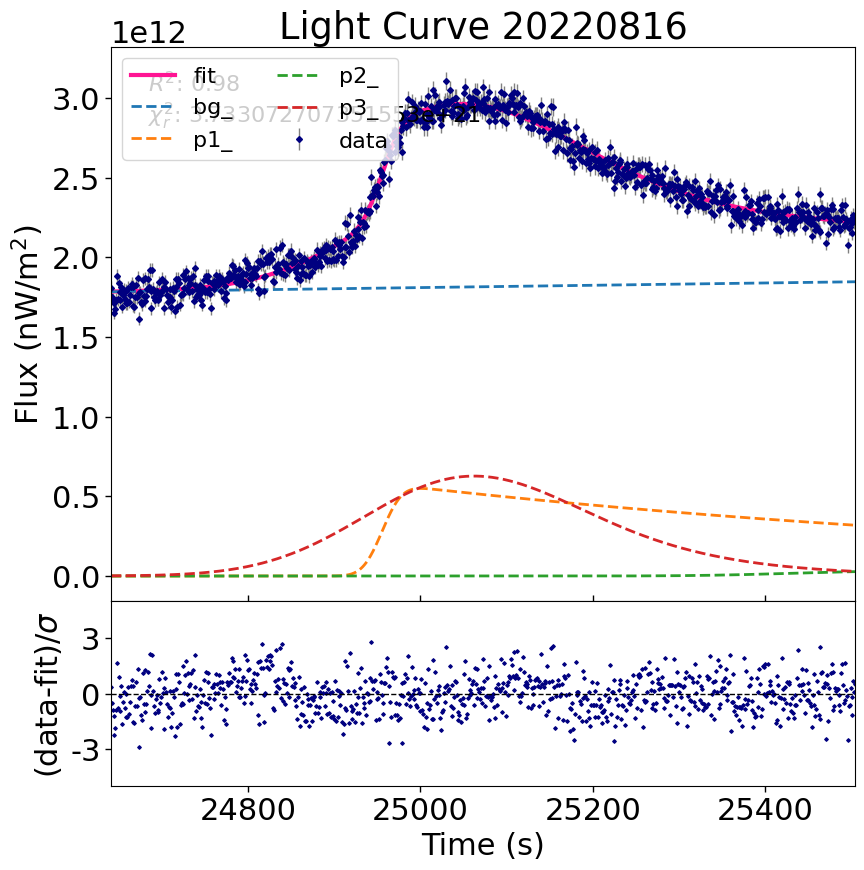 Light Curve 20220816
1e12
fit
bg_
p1_
p2_
p3_
data
R²: 0.98
3.0
2.5
2.0
1.5
1.0
0.5
0.0
Flux (nW/m²)
3
0
-3
(data-fit)/σ
24800
25000
25200
25400
Time (s)